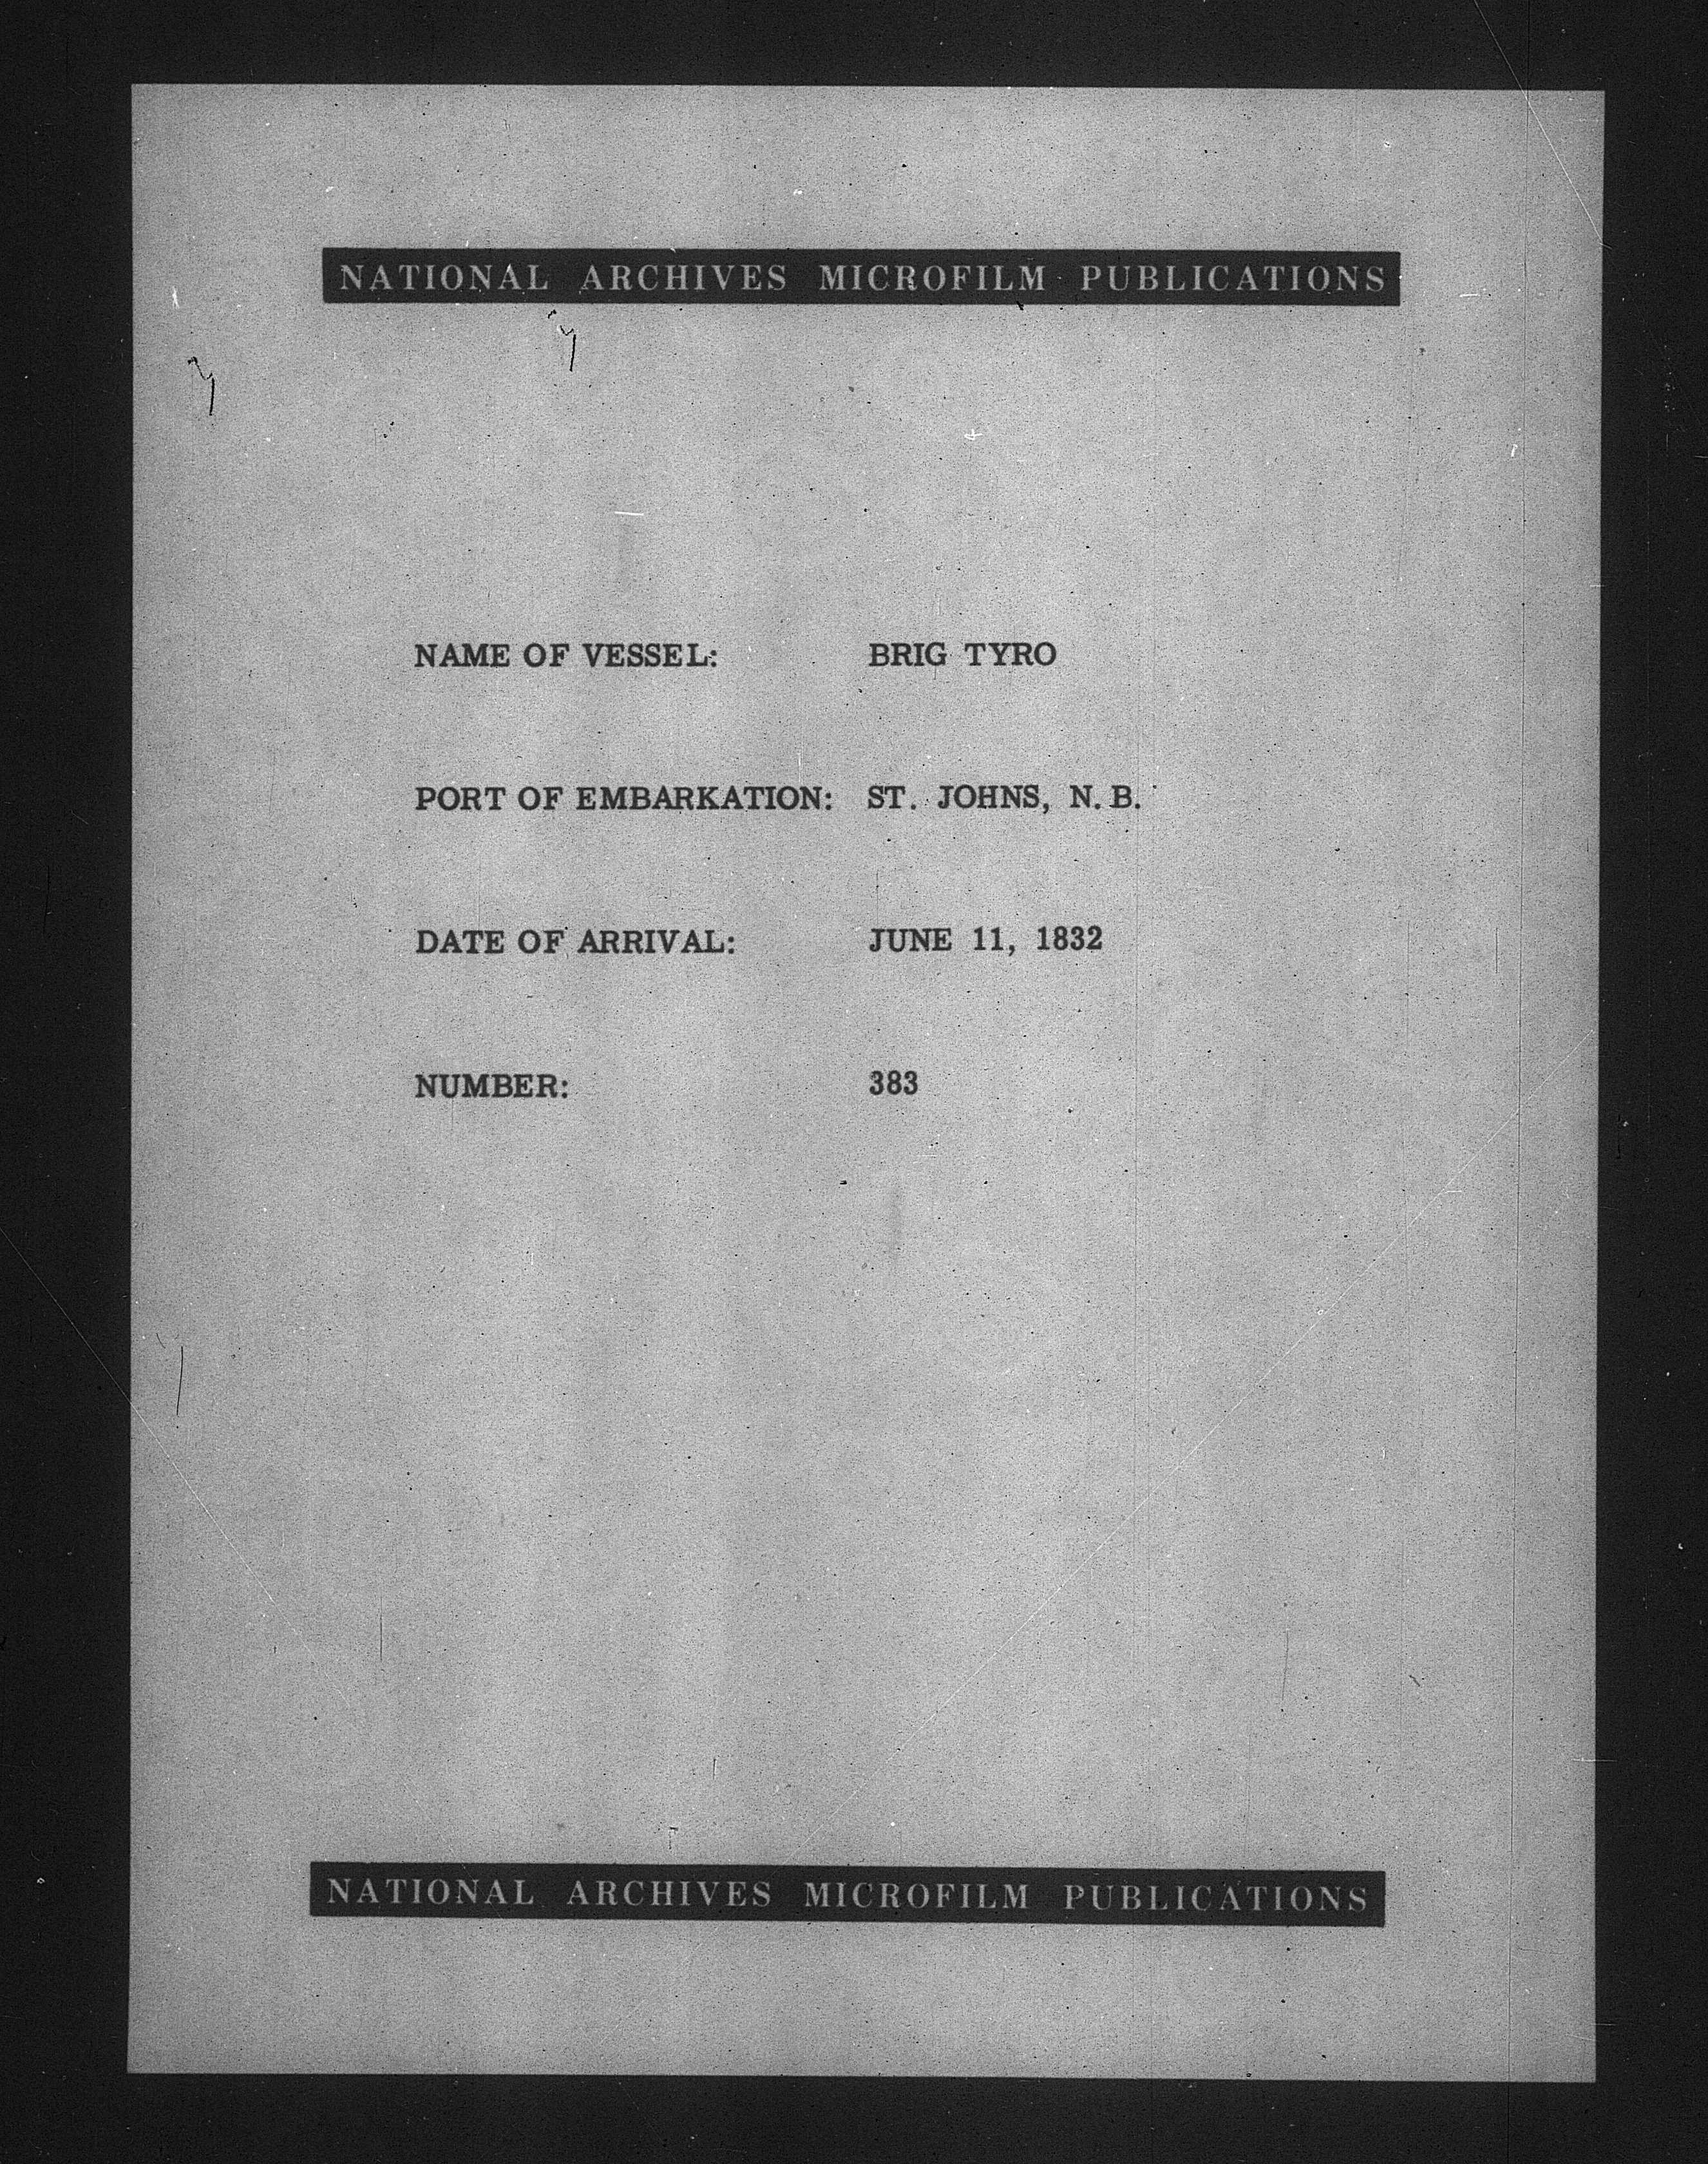 NATIONAL ARCHIVES MICROFILM PUBLICATIONS
NAME OF VESSEL: BRIG TYRO
PORT OF EMBARKATION: ST. JOHNS, N.B.
DATE OF ARRIVAL: JUNE 11, 1832
NUMBER: 383
NATIONAL ARCHIVES MICROFILM PUBLICATIONS